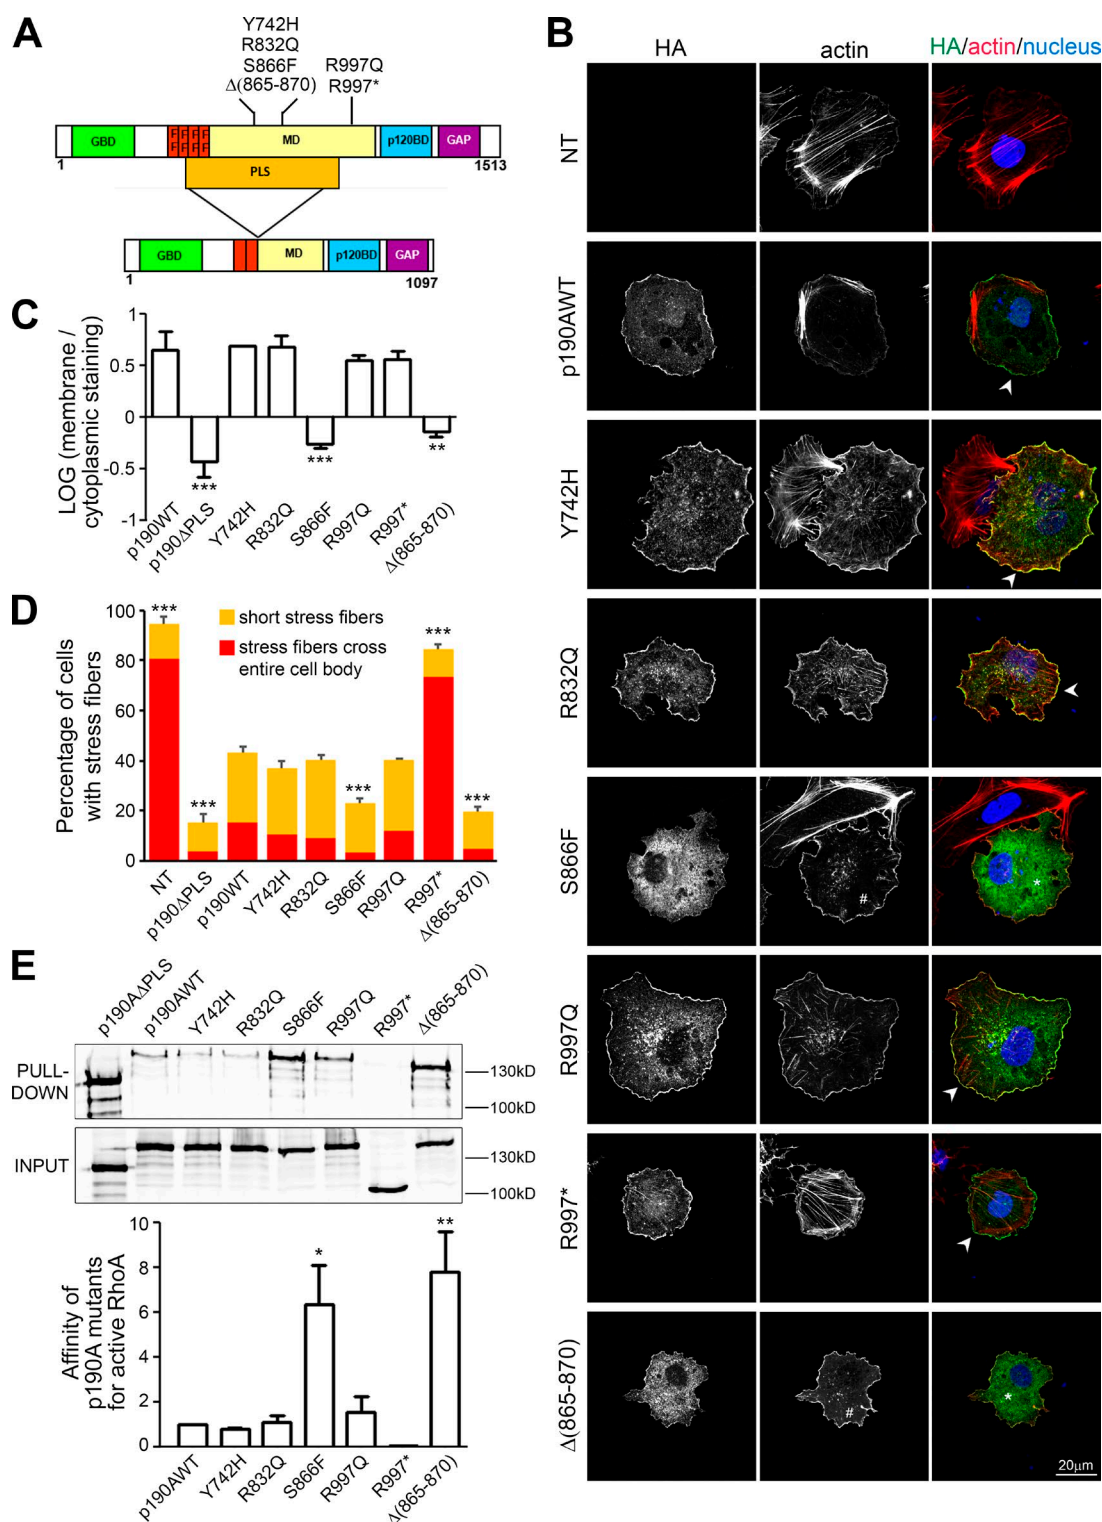 A
Y742H
R832Q
S866F
Δ(865-870)
R997Q
R997*
GBD
F F F F
F F F F
MD
p120BD
GAP
1
1513
PLS
GBD
MD
p120BD
GAP
1
1097
B
HA
actin
HA/actin/nucleus
NT
p190AWT
Y742H
R832Q
S866F
#
*
R997Q
R997*
Δ(865-870)
#
*
20μm
C
LOG (membrane /
cytoplasmic staining)
1
0.5
0
-0.5
-1
***
***
**
p190WT
p190ΔPLS
Y742H
R832Q
S866F
R997Q
R997*
Δ(865-870)
D
Percentage of cells
with stress fibers
100
80
60
40
20
0
short stress fibers
stress fibers cross
entire cell body
***
***
***
***
***
NT
p190ΔPLS
p190WT
Y742H
R832Q
S866F
R997Q
R997*
Δ(865-870)
E
p190AΔPLS
p190AWT
Y742H
R832Q
S866F
R997Q
R997*
Δ(865-870)
PULL-
DOWN
130kD
100kD
INPUT
130kD
100kD
Affinity of
p190A mutants
for active RhoA
10
8
6
4
2
0
*
**
p190AWT
Y742H
R832Q
S866F
R997Q
R997*
Δ(865-870)